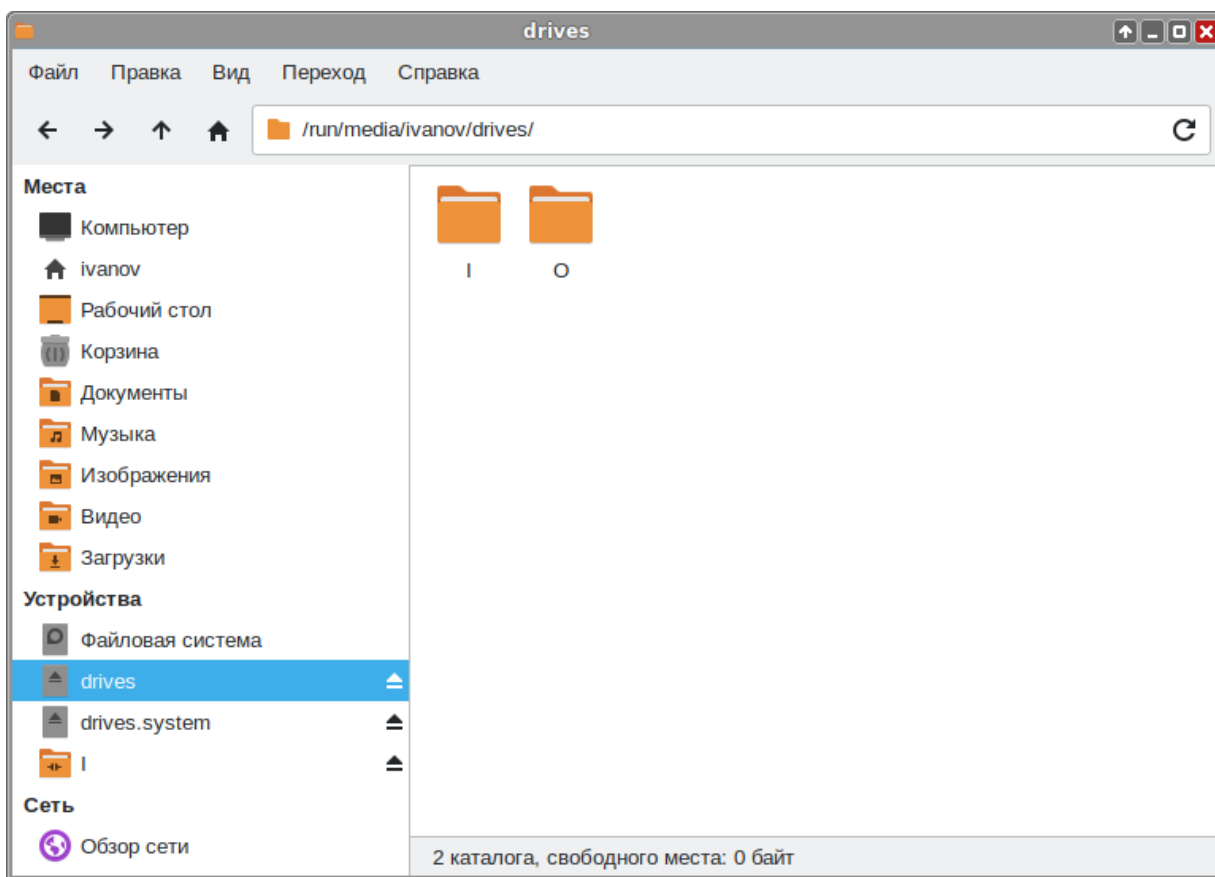 drives
Файл Правка Вид Переход Справка
/run/media/ivanov/drives/
Места
Компьютер
ivanov
Рабочий стол
Корзина
Документы
Музыка
Изображения
Видео
Загрузки
Устройства
Файловая система
drives
drives.system
I
Сеть
Обзор сети
I O
2 каталога, свободного места: 0 байт